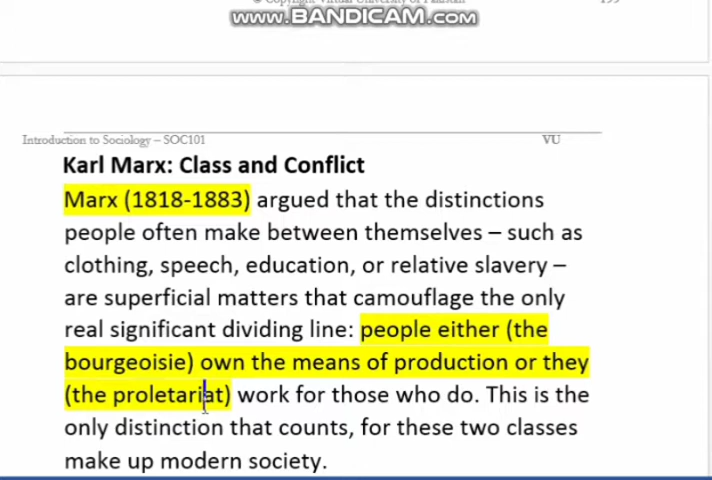 www.BANDICAM.com
Introduction to Sociology – SOC101 VU
Karl Marx: Class and Conflict
Marx (1818-1883) argued that the distinctions
people often make between themselves – such as
clothing, speech, education, or relative slavery –
are superficial matters that camouflage the only
real significant dividing line: people either (the
bourgeoisie) own the means of production or they
(the proletariat) work for those who do. This is the
only distinction that counts, for these two classes
make up modern society.